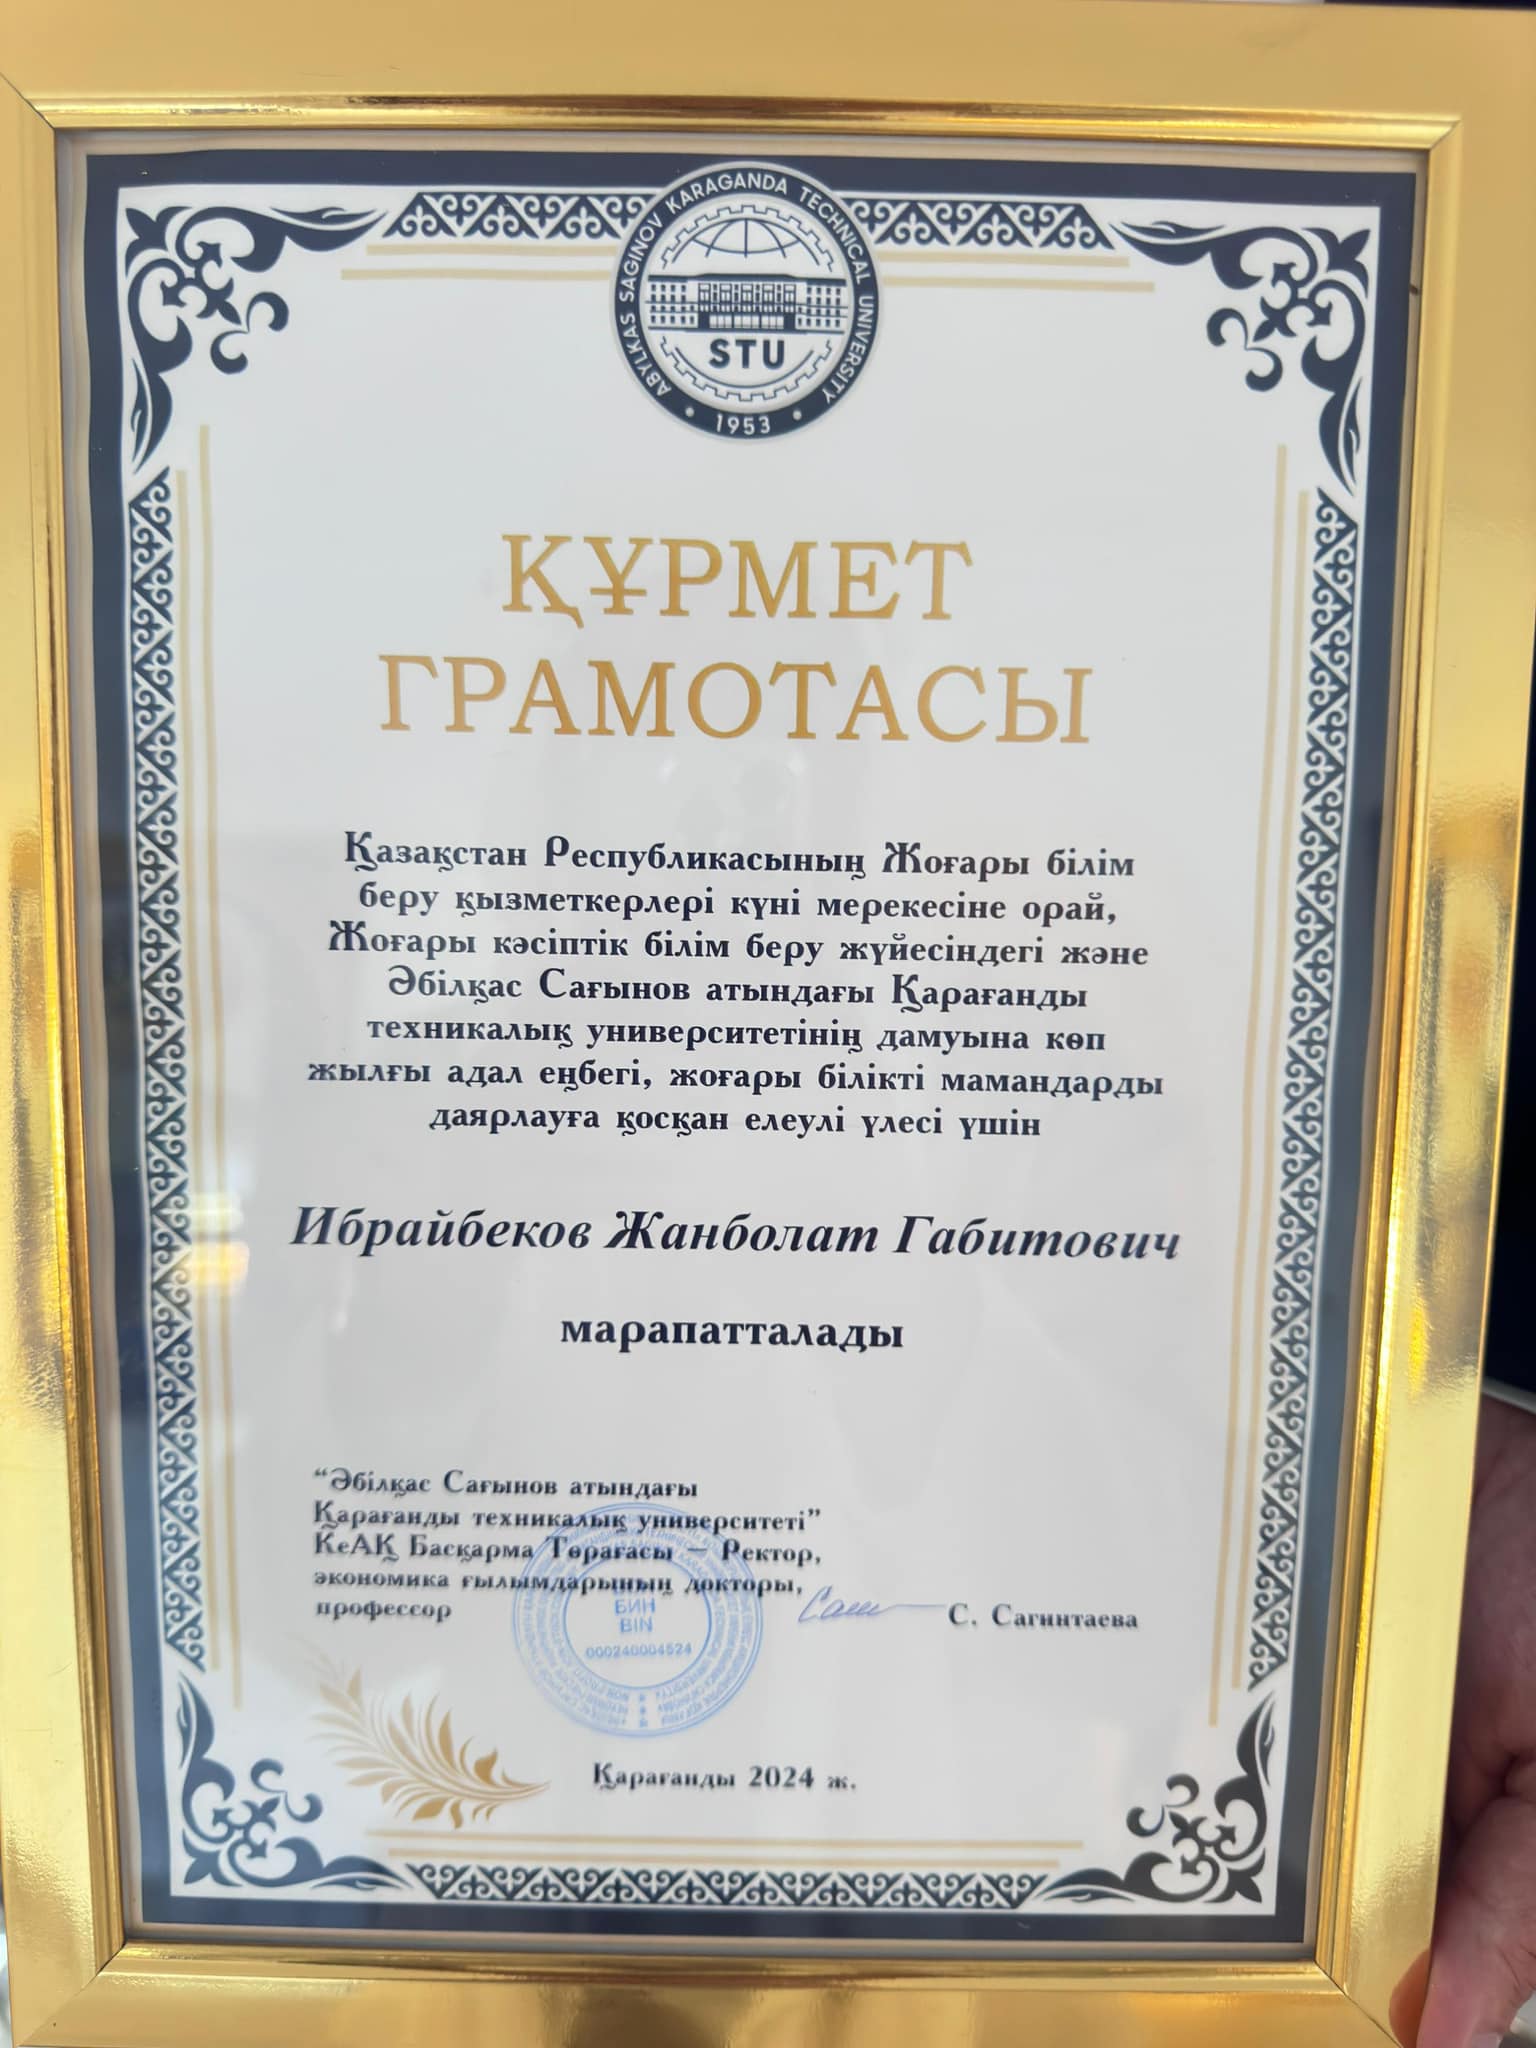 ABYLKAS SAGINOV KARAGANDA TECHNICAL UNIVERSITY
STU
• 1953 •
ҚҰРМЕТ
ГРАМОТАСЫ
Қазақстан Республикасының Жоғары білім
беру қызметкерлері күні мерекесіне орай,
Жоғары кәсіптік білім беру жүйесіндегі және
Әбілқас Сағынов атындағы Қарағанды
техникалық университетінің дамуына көп
жылғы адал еңбегі, жоғары білікті мамандарды
даярлауға қосқан елеулі үлесі үшін
Ибрайбеков Жанболат Габитович
марапатталады
“Әбілқас Сағынов атындағы
Қарағанды техникалық университеті”
КеАҚ Басқарма Төрағасы – Ректор,
экономика ғылымдарының докторы,
профессор
С. Сагинтаева
БИН
BIN
000240004524
Қарағанды 2024 ж.